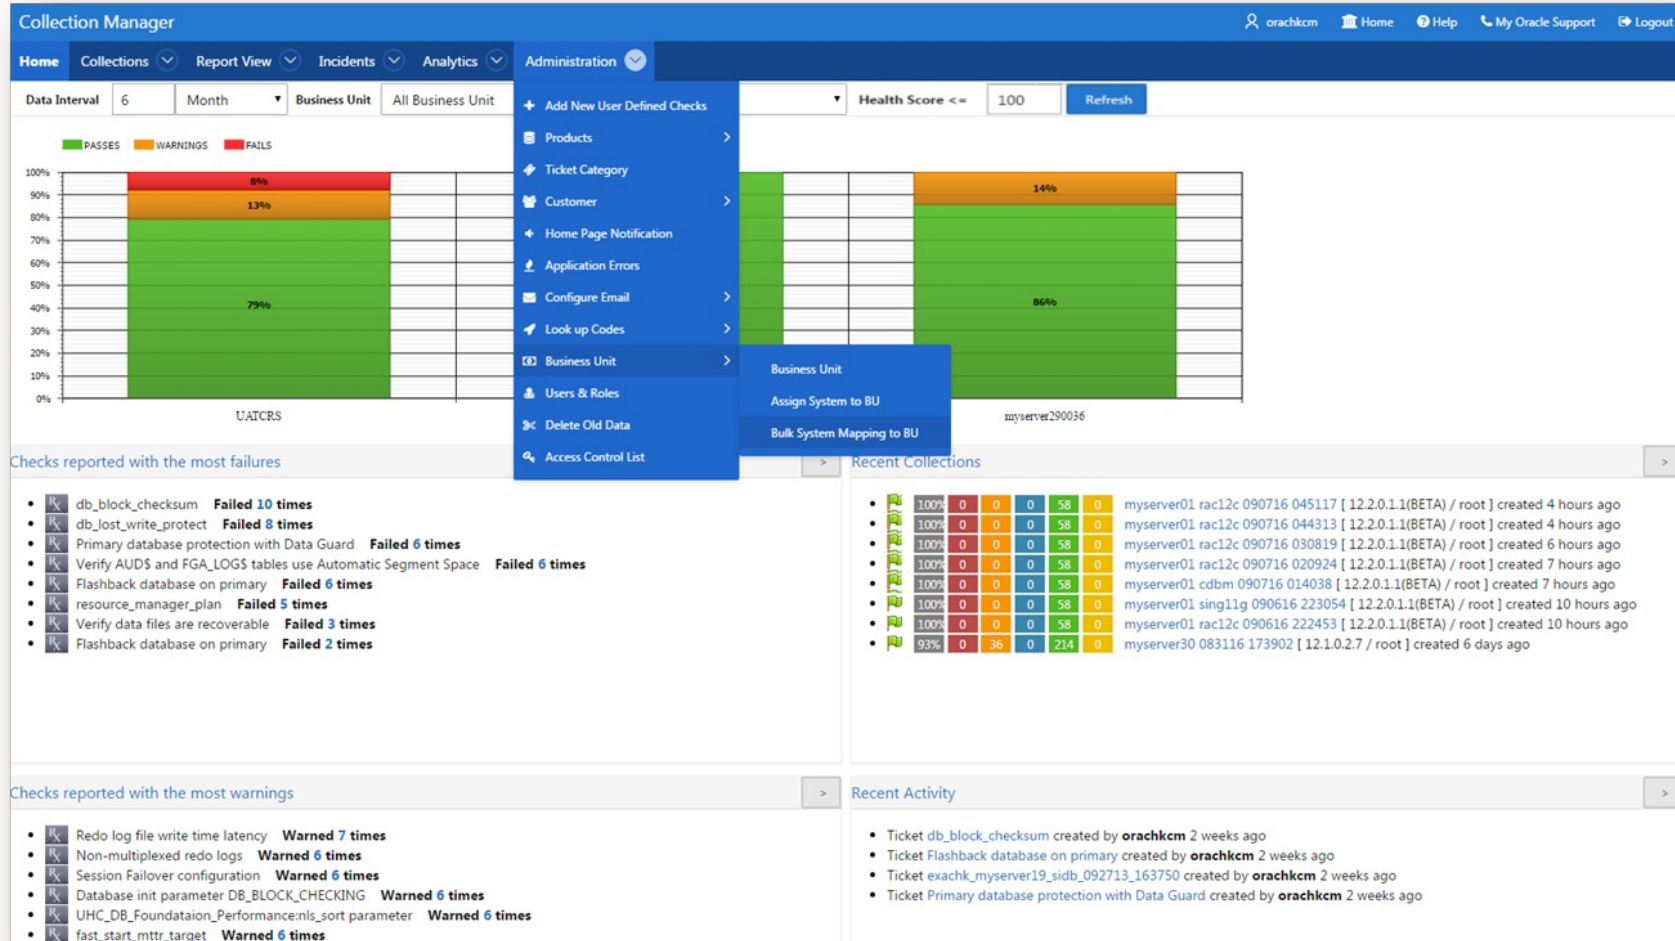 Collection Manager
orachkcm Home Help My Oracle Support Logout
Home Collections Report View Incidents Analytics Administration
Data Interval 6 Month Business Unit All Business Unit Health Score <= 100 Refresh
Add New User Defined Checks
Products
Ticket Category
Customer
Home Page Notification
Application Errors
Configure Email
Look up Codes
Business Unit
Users & Roles
Delete Old Data
Access Control List
Business Unit
Assign System to BU
Bulk System Mapping to BU
PASSES WARNINGS FAILS
100%
90%
80%
70%
60%
50%
40%
30%
20%
10%
0%
8%
13%
79%
14%
86%
UATCRS myserver290036
Checks reported with the most failures >
db_block_checksum Failed 10 times
db_lost_write_protect Failed 8 times
Primary database protection with Data Guard Failed 6 times
Verify AUD$ and FGA_LOG$ tables use Automatic Segment Space Failed 6 times
Flashback database on primary Failed 6 times
resource_manager_plan Failed 5 times
Verify data files are recoverable Failed 3 times
Flashback database on primary Failed 2 times
Recent Collections >
100% 0 0 0 58 0 myserver01 rac12c 090716 045117 [ 12.2.0.1.1(BETA) / root ] created 4 hours ago
100% 0 0 0 58 0 myserver01 rac12c 090716 044313 [ 12.2.0.1.1(BETA) / root ] created 4 hours ago
100% 0 0 0 58 0 myserver01 rac12c 090716 030819 [ 12.2.0.1.1(BETA) / root ] created 6 hours ago
100% 0 0 0 58 0 myserver01 rac12c 090716 020924 [ 12.2.0.1.1(BETA) / root ] created 7 hours ago
100% 0 0 0 58 0 myserver01 cdbm 090716 014038 [ 12.2.0.1.1(BETA) / root ] created 7 hours ago
100% 0 0 0 58 0 myserver01 sing11g 090616 223054 [ 12.2.0.1.1(BETA) / root ] created 10 hours ago
100% 0 0 0 58 0 myserver01 rac12c 090616 222453 [ 12.2.0.1.1(BETA) / root ] created 10 hours ago
93% 0 36 0 214 0 myserver30 083116 173902 [ 12.1.0.2.7 / root ] created 6 days ago
Checks reported with the most warnings >
Redo log file write time latency Warned 7 times
Non-multiplexed redo logs Warned 6 times
Session Failover configuration Warned 6 times
Database init parameter DB_BLOCK_CHECKING Warned 6 times
UHC_DB_Foundataion_Performance:nls_sort parameter Warned 6 times
fast_start_mttr_target Warned 6 times
Recent Activity >
Ticket db_block_checksum created by orachkcm 2 weeks ago
Ticket Flashback database on primary created by orachkcm 2 weeks ago
Ticket exachk_myserver19_sidb_092713_163750 created by orachkcm 2 weeks ago
Ticket Primary database protection with Data Guard created by orachkcm 2 weeks ago